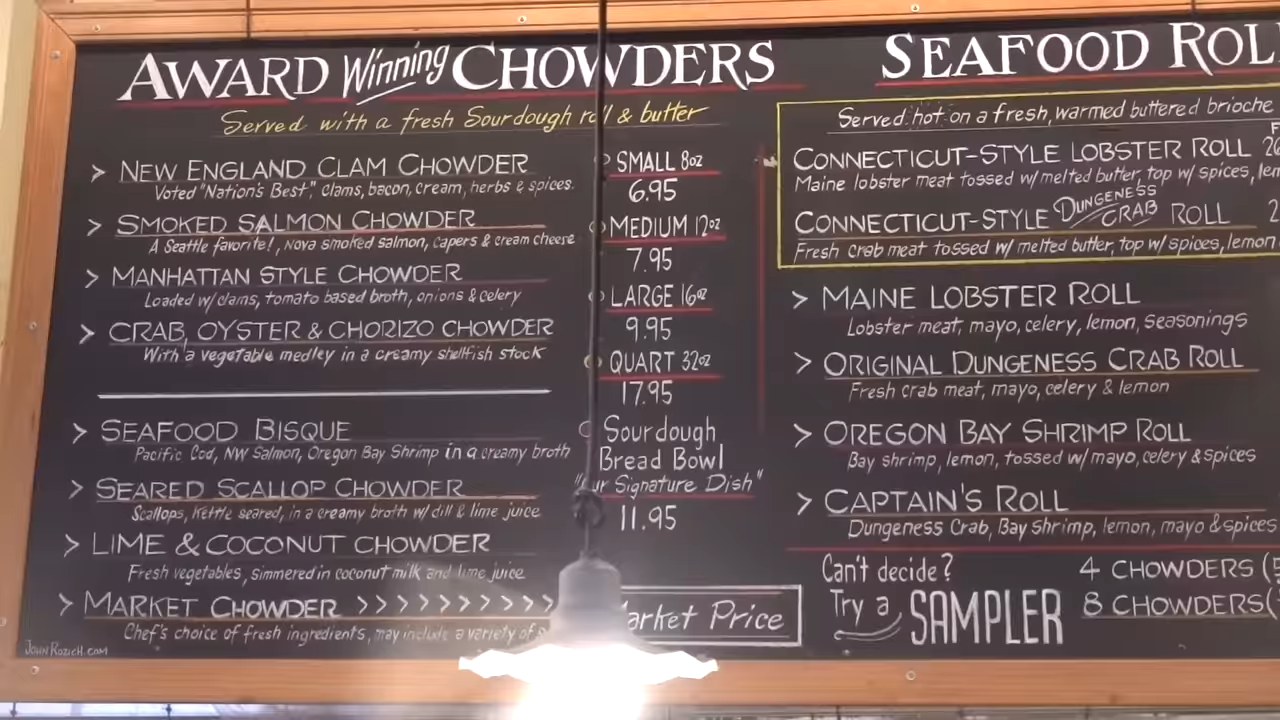 AWARD Winning CHOWDERS
Served with a fresh Sourdough roll & butter
> NEW ENGLAND CLAM CHOWDER
Voted "Nation's Best", clams, bacon, cream, herbs & spices.
> SMOKED SALMON CHOWDER
A Seattle favorite!, Nova smoked salmon, capers & cream cheese
> MANHATTAN STYLE CHOWDER
Loaded w/clams, tomato based broth, onions & celery
> CRAB, OYSTER & CHORIZO CHOWDER
With a vegetable medley in a creamy shellfish stock
> SEAFOOD BISQUE
Pacific Cod, NW Salmon, Oregon Bay Shrimp in a creamy broth
> SEARED SCALLOP CHOWDER
Scallops, Kettle seared, in a creamy broth w/ dill & lime juice
> LIME & COCONUT CHOWDER
Fresh vegetables, simmered in coconut milk and lime juice
> MARKET CHOWDER >>>>>>>>>>
Chef's choice of fresh ingredients, may include a variety of
JOHNROZICH.COM
SMALL 8oz
6.95
MEDIUM 12oz
7.95
LARGE 16oz
9.95
QUART 32oz
17.95
Sourdough
Bread Bowl
"Our Signature Dish"
11.95
Market Price
SEAFOOD ROL
Served hot on a fresh, warmed buttered brioche
CONNECTICUT-STYLE LOBSTER ROLL
Maine lobster meat tossed w/melted butter, top w/ spices,
CONNECTICUT-STYLE DUNGENESS CRAB ROLL
Fresh crab meat tossed w/ melted butter, top w/ spices, lemon
> MAINE LOBSTER ROLL
Lobster meat, mayo, celery, lemon, seasonings
> ORIGINAL DUNGENESS CRAB ROLL
Fresh crab meat, mayo, celery & lemon
> OREGON BAY SHRIMP ROLL
Bay shrimp, lemon, tossed w/mayo, celery & spices
> CAPTAIN'S ROLL
Dungeness Crab, Bay Shrimp, lemon, mayo & spices
Can't decide?
Try a SAMPLER
4 CHOWDERS
8 CHOWDERS